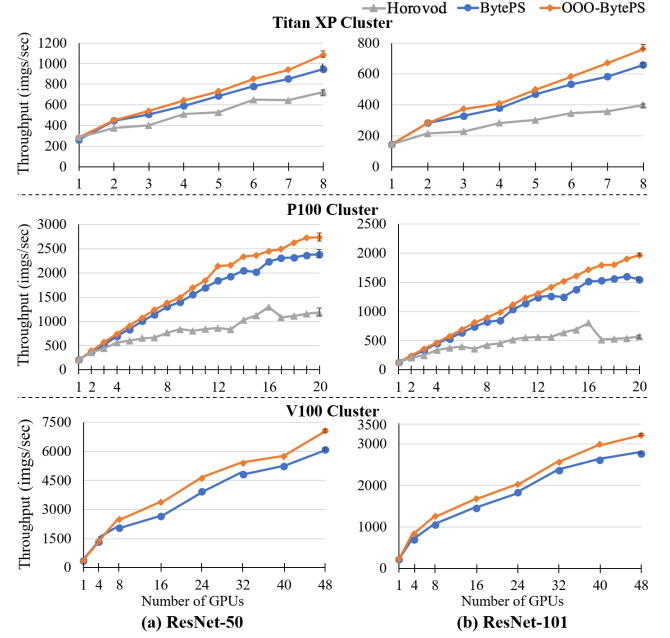 Horovod BytePS OOO-BytePS
Titan XP Cluster
Throughput (imgs/sec)
1200
1000
800
600
400
200
0
1 2 3 4 5 6 7 8
800
600
400
200
0
1 2 3 4 5 6 7 8
P100 Cluster
Throughput (imgs/sec)
3000
2500
2000
1500
1000
500
0
1 2 4 8 12 16 20
2500
2000
1500
1000
500
0
1 2 4 8 12 16 20
V100 Cluster
Throughput (imgs/sec)
7500
6000
4500
3000
1500
0
1 4 8 16 24 32 40 48
Number of GPUs
(a) ResNet-50
3500
3000
2000
1000
0
1 4 8 16 24 32 40 48
Number of GPUs
(b) ResNet-101